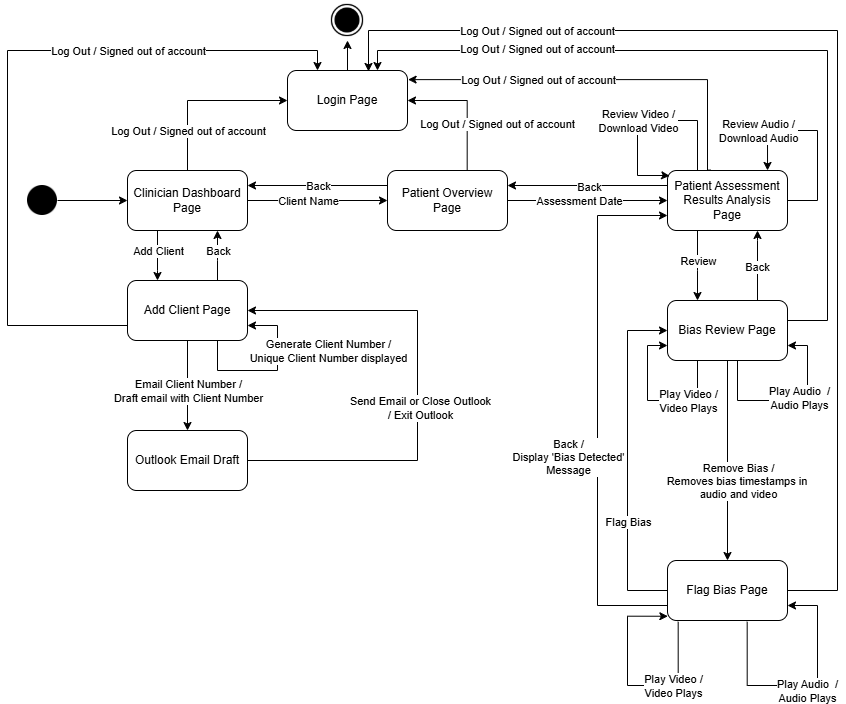 Log Out / Signed out of account
Log Out / Signed out of account
Log Out / Signed out of account
Log Out / Signed out of account
Login Page
Log Out / Signed out of account
Log Out / Signed out of account
Review Video /
Download Video
Review Audio /
Download Audio
Clinician Dashboard
Page
Back
Client Name
Patient Overview
Page
Back
Assessment Date
Patient Assessment
Results Analysis
Page
Add Client
Back
Review
Back
Add Client Page
Bias Review Page
Generate Client Number /
Unique Client Number displayed
Email Client Number /
Draft email with Client Number
Send Email or Close Outlook
/ Exit Outlook
Play Video /
Video Plays
Play Audio /
Audio Plays
Outlook Email Draft
Back /
Display 'Bias Detected'
Message
Remove Bias /
Removes bias timestamps in
audio and video
Flag Bias
Flag Bias Page
Play Video /
Video Plays
Play Audio /
Audio Plays